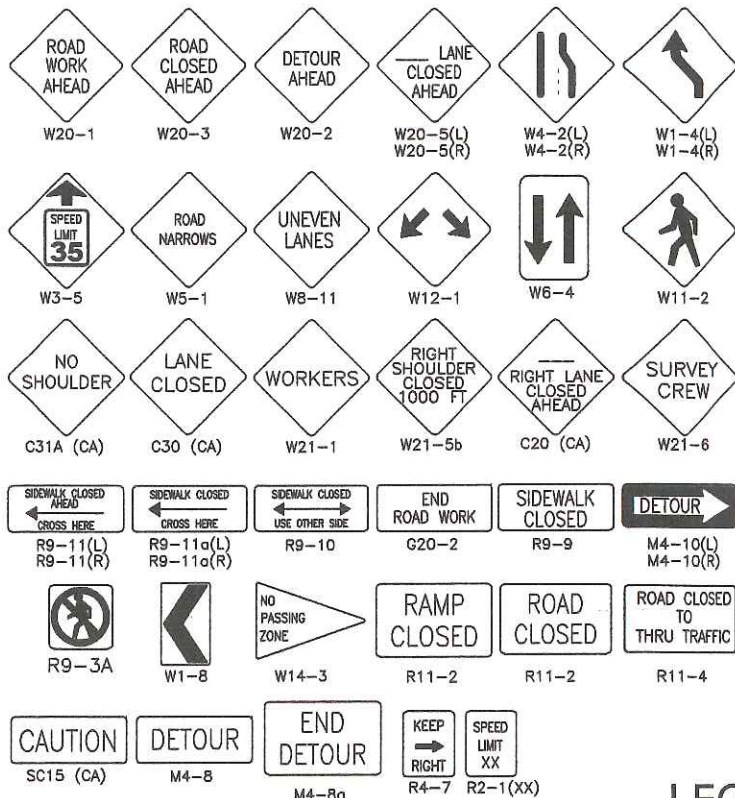 ROAD
WORK
AHEAD
W20-1
ROAD
CLOSED
AHEAD
W20-3
DETOUR
AHEAD
W20-2
___ LANE
CLOSED
AHEAD
W20-5(L)
W20-5(R)
W4-2(L)
W4-2(R)
W1-4(L)
W1-4(R)
SPEED
LIMIT
35
W3-5
ROAD
NARROWS
W5-1
UNEVEN
LANES
W8-11
W12-1
W6-4
W11-2
NO
SHOULDER
C31A (CA)
LANE
CLOSED
C30 (CA)
WORKERS
W21-1
RIGHT
SHOULDER
CLOSED
1000 FT
W21-5b
___
RIGHT LANE
CLOSED
AHEAD
C20 (CA)
SURVEY
CREW
W21-6
SIDEWALK CLOSED
AHEAD
CROSS HERE
R9-11(L)
R9-11(R)
SIDEWALK CLOSED
CROSS HERE
R9-11a(L)
R9-11a(R)
SIDEWALK CLOSED
USE OTHER SIDE
R9-10
END
ROAD WORK
G20-2
SIDEWALK
CLOSED
R9-9
DETOUR
M4-10(L)
M4-10(R)
R9-3A
W1-8
NO
PASSING
ZONE
W14-3
RAMP
CLOSED
R11-2
ROAD
CLOSED
R11-2
ROAD CLOSED
TO
THRU TRAFFIC
R11-4
CAUTION
SC15 (CA)
DETOUR
M4-8
END
DETOUR
M4-8a
KEEP
RIGHT
R4-7
SPEED
LIMIT
XX
R2-1(XX)